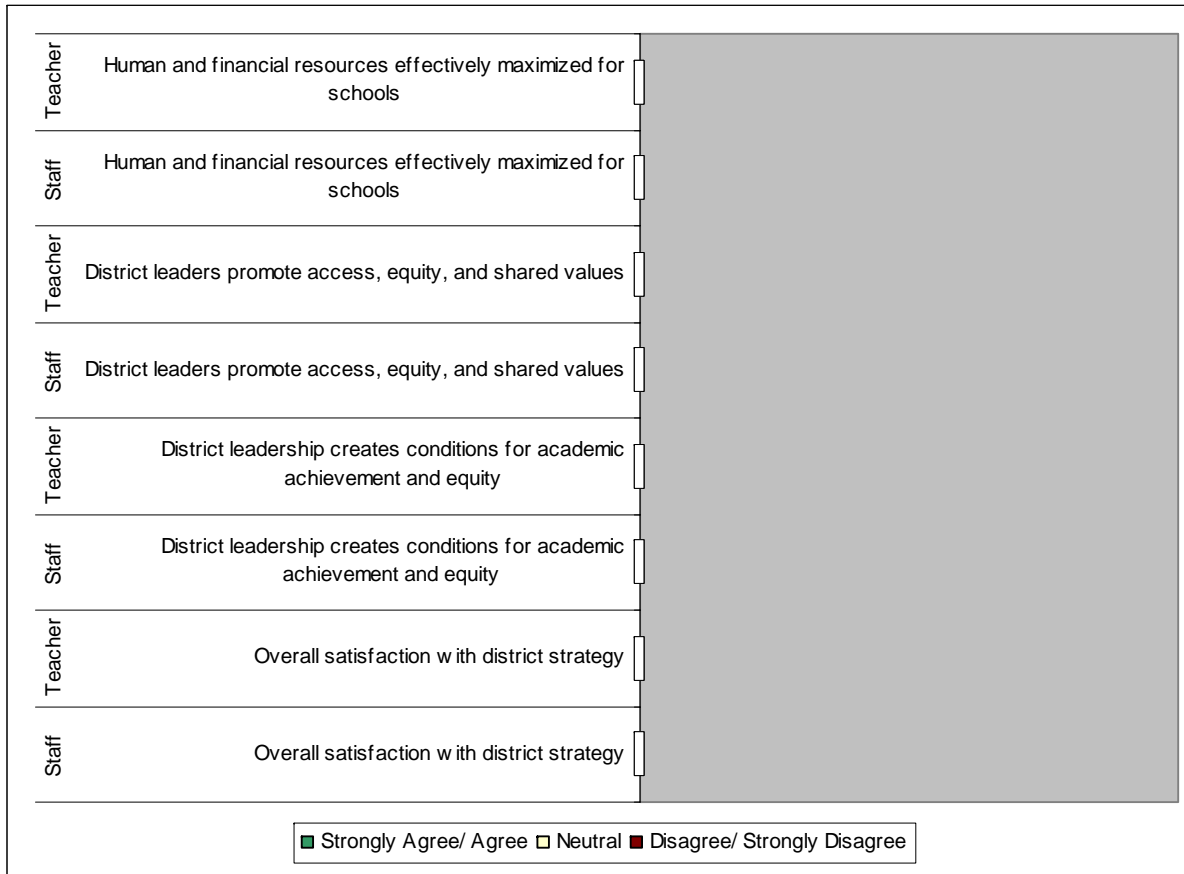 Teacher
Human and financial resources effectively maximized for
schools
Staff
Human and financial resources effectively maximized for
schools
Teacher
District leaders promote access, equity, and shared values
Staff
District leaders promote access, equity, and shared values
Teacher
District leadership creates conditions for academic
achievement and equity
Staff
District leadership creates conditions for academic
achievement and equity
Teacher
Overall satisfaction with district strategy
Staff
Overall satisfaction with district strategy
Strongly Agree/ Agree Neutral Disagree/ Strongly Disagree